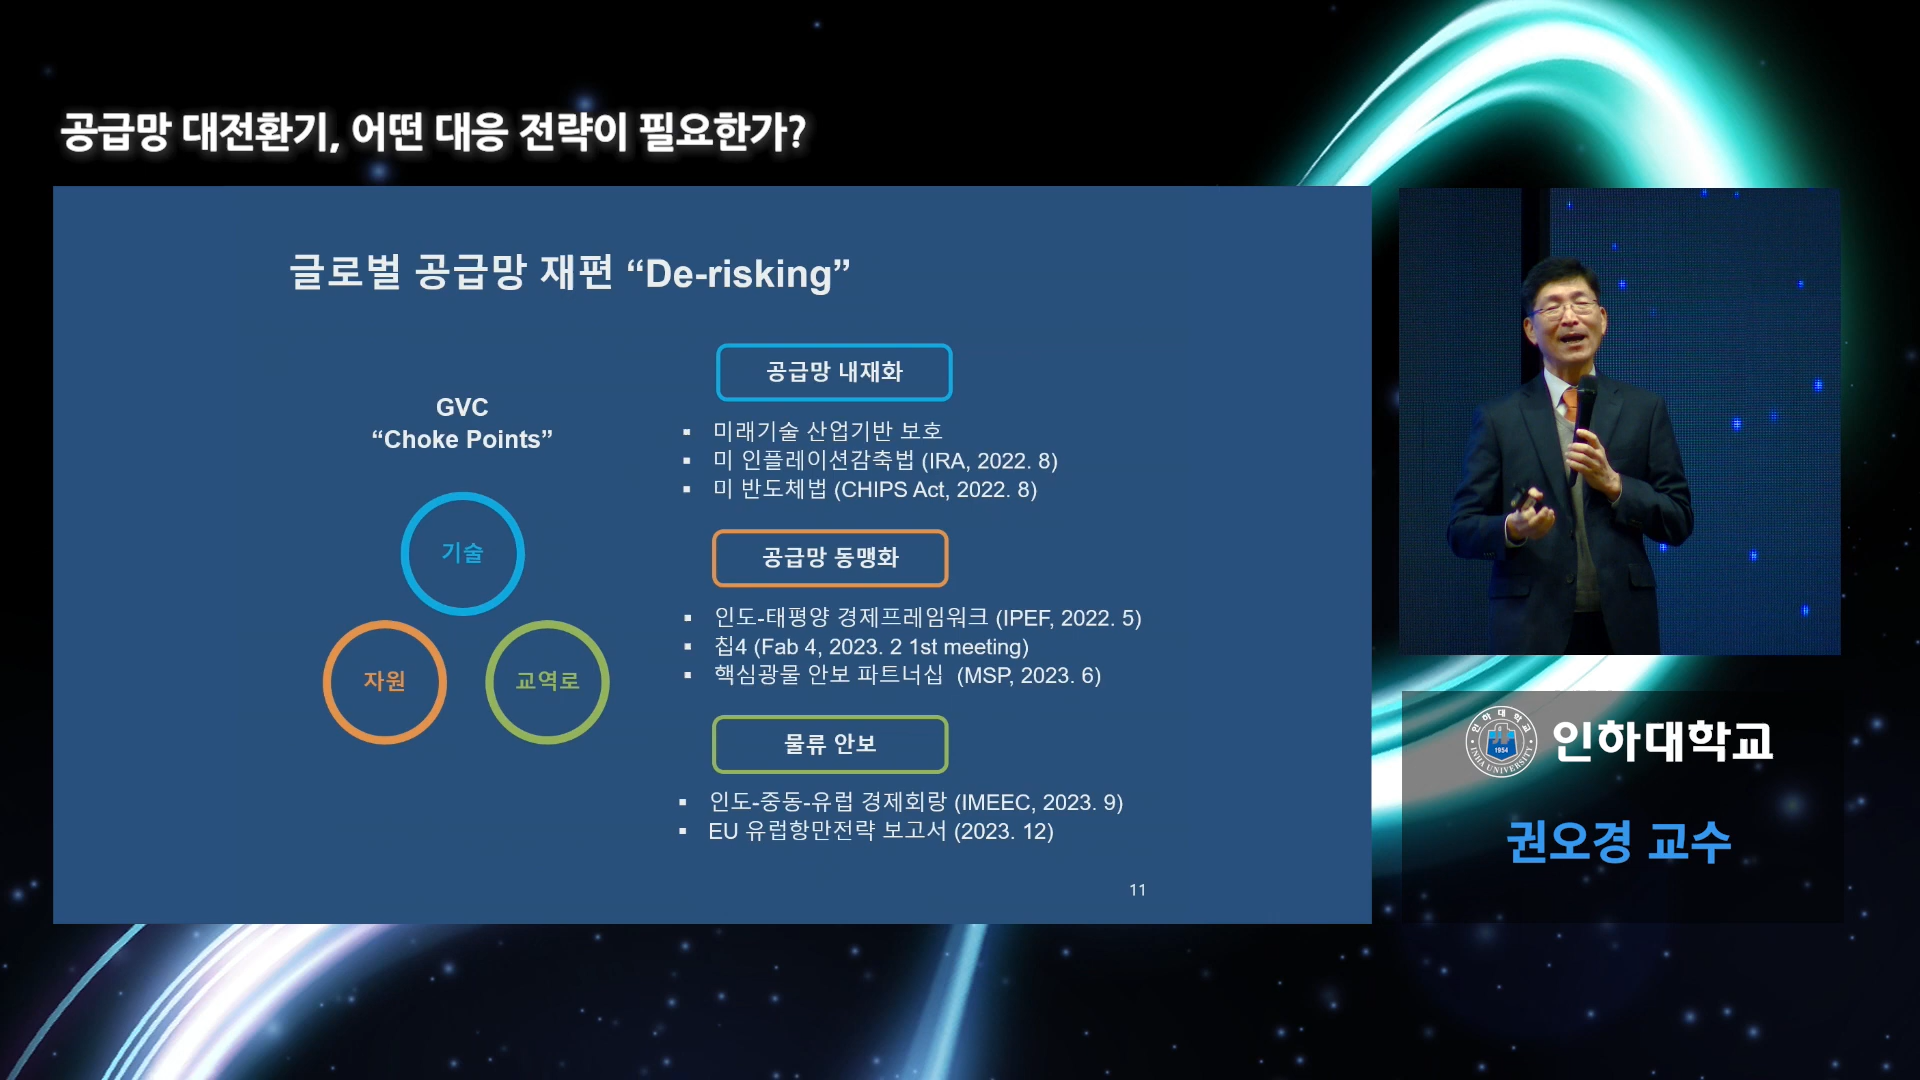 공급망 대전환기, 어떤 대응 전략이 필요한가?
글로벌 공급망 재편 “De-risking”
GVC
“Choke Points”
기술
자원
교역로
공급망 내재화
▪ 미래기술 산업기반 보호
▪ 미 인플레이션감축법 (IRA, 2022. 8)
▪ 미 반도체법 (CHIPS Act, 2022. 8)
공급망 동맹화
▪ 인도-태평양 경제프레임워크 (IPEF, 2022. 5)
▪ 칩4 (Fab 4, 2023. 2 1st meeting)
▪ 핵심광물 안보 파트너십 (MSP, 2023. 6)
물류 안보
▪ 인도-중동-유럽 경제회랑 (IMEEC, 2023. 9)
▪ EU 유럽항만전략 보고서 (2023. 12)
11
인하대학교
1954
INHA UNIVERSITY
인하대학교
권오경 교수